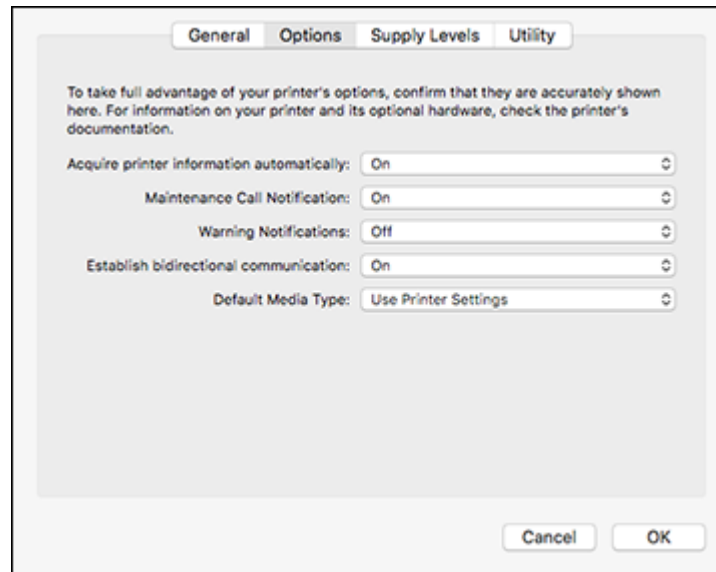 General Options Supply Levels Utility
To take full advantage of your printer's options, confirm that they are accurately shown
here. For information on your printer and its optional hardware, check the printer's
documentation.
Acquire printer information automatically: On
Maintenance Call Notification: On
Warning Notifications: Off
Establish bidirectional communication: On
Default Media Type: Use Printer Settings
Cancel OK